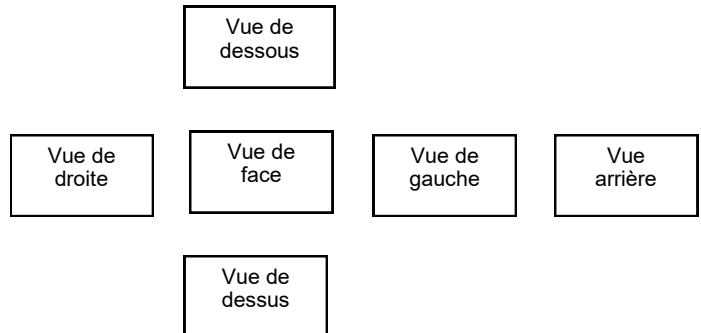 Vue de
dessous
Vue de
droite
Vue de
face
Vue de
gauche
Vue
arrière
Vue de
dessus